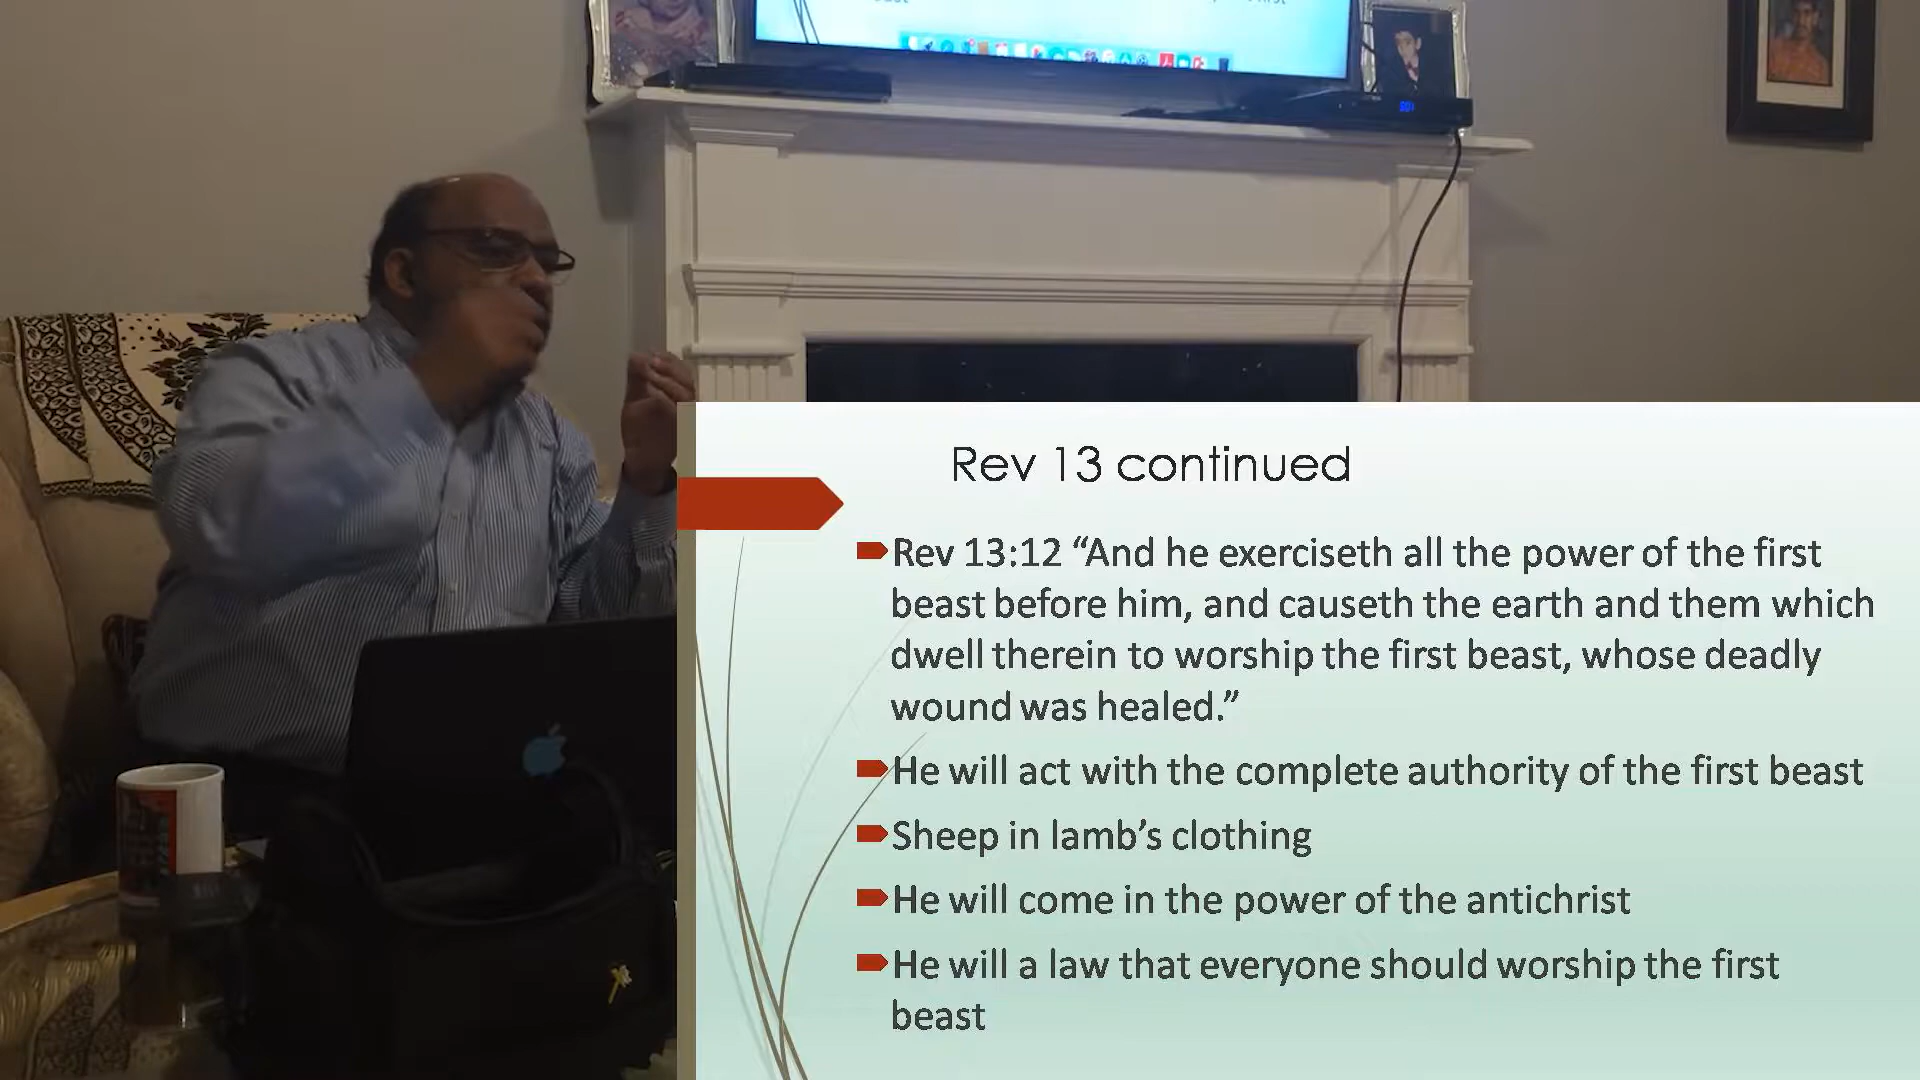 Rev 13 continued
Rev 13:12 “And he exerciseth all the power of the first
beast before him, and causeth the earth and them which
dwell therein to worship the first beast, whose deadly
wound was healed.”
He will act with the complete authority of the first beast
Sheep in lamb’s clothing
He will come in the power of the antichrist
He will a law that everyone should worship the first
beast